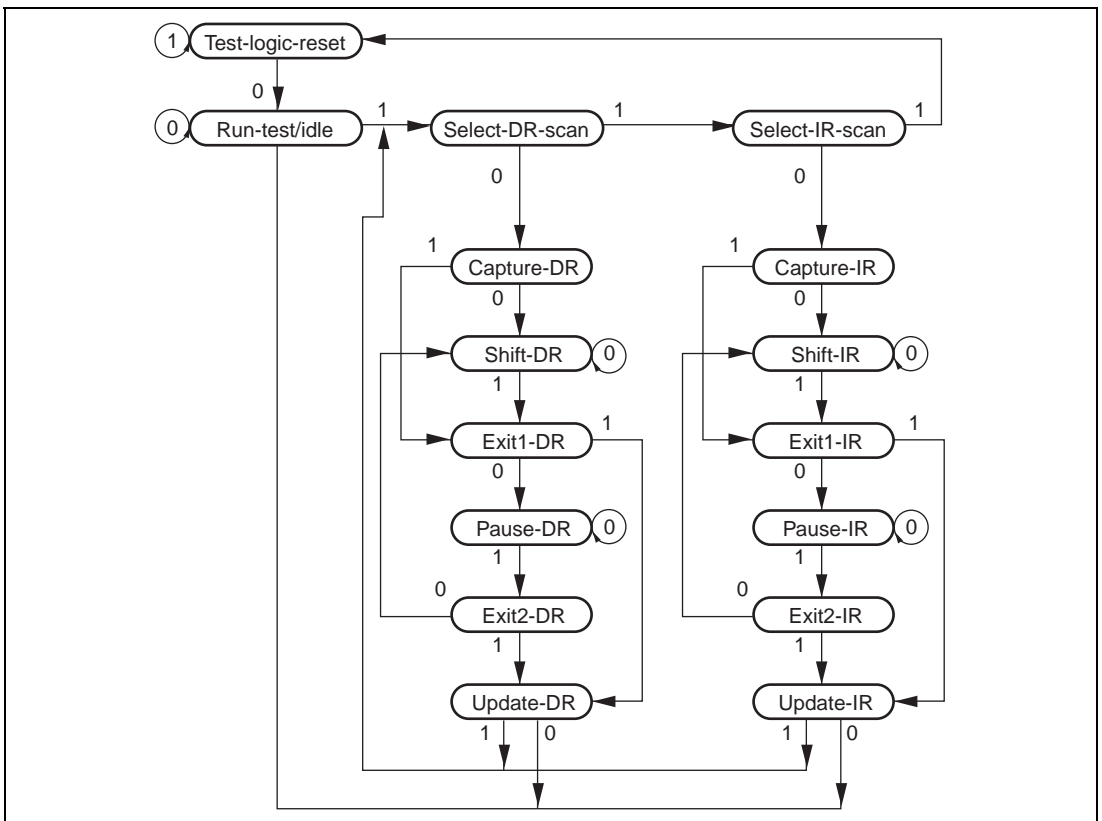 1 Test-logic-reset
0
0 Run-test/idle 1 Select-DR-scan 1 Select-IR-scan 1
0 0
1 1
Capture-DR Capture-IR
0 0
Shift-DR 0 Shift-IR 0
1 1
Exit1-DR 1 Exit1-IR 1
0 0
Pause-DR 0 Pause-IR 0
1 1
0 0
Exit2-DR Exit2-IR
1 1
Update-DR Update-IR
1 0 1 0